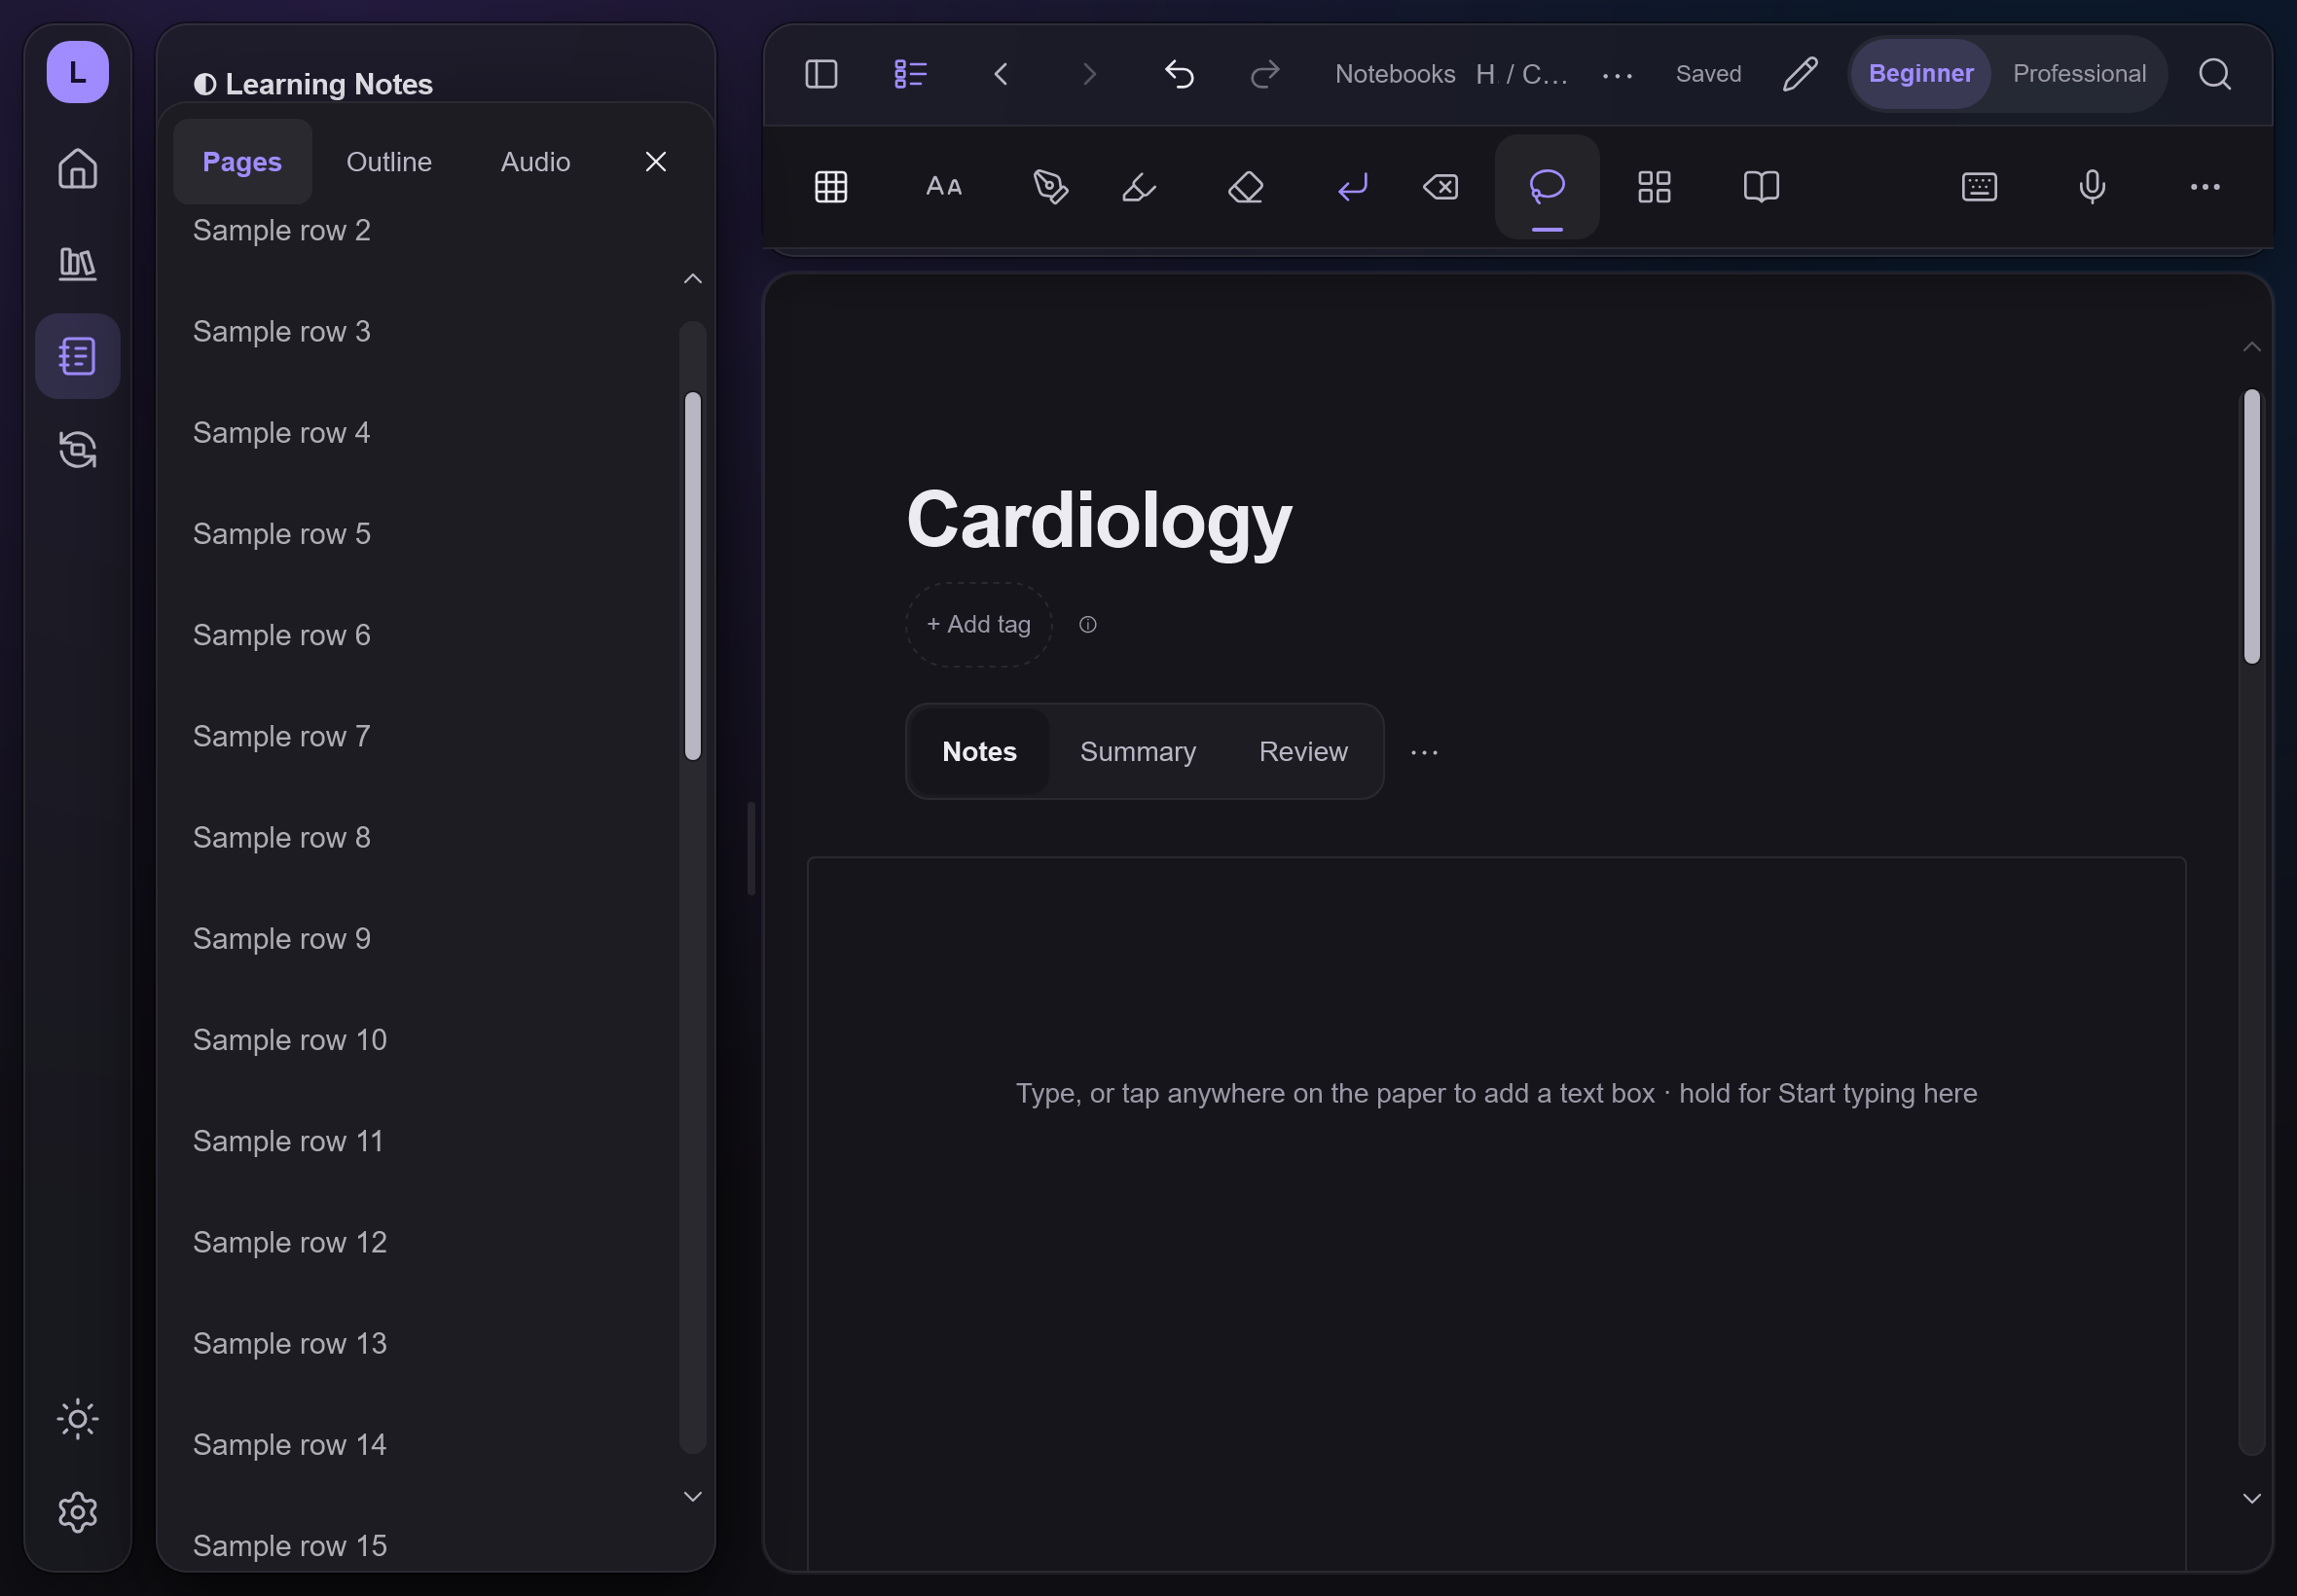 L
Learning Notes
Pages Outline Audio
Sample row 2
Sample row 3
Sample row 4
Sample row 5
Sample row 6
Sample row 7
Sample row 8
Sample row 9
Sample row 10
Sample row 11
Sample row 12
Sample row 13
Sample row 14
Sample row 15
Notebooks H / C... ... Saved Beginner Professional
AA
Cardiology
+ Add tag
Notes Summary Review ...
Type, or tap anywhere on the paper to add a text box · hold for Start typing here